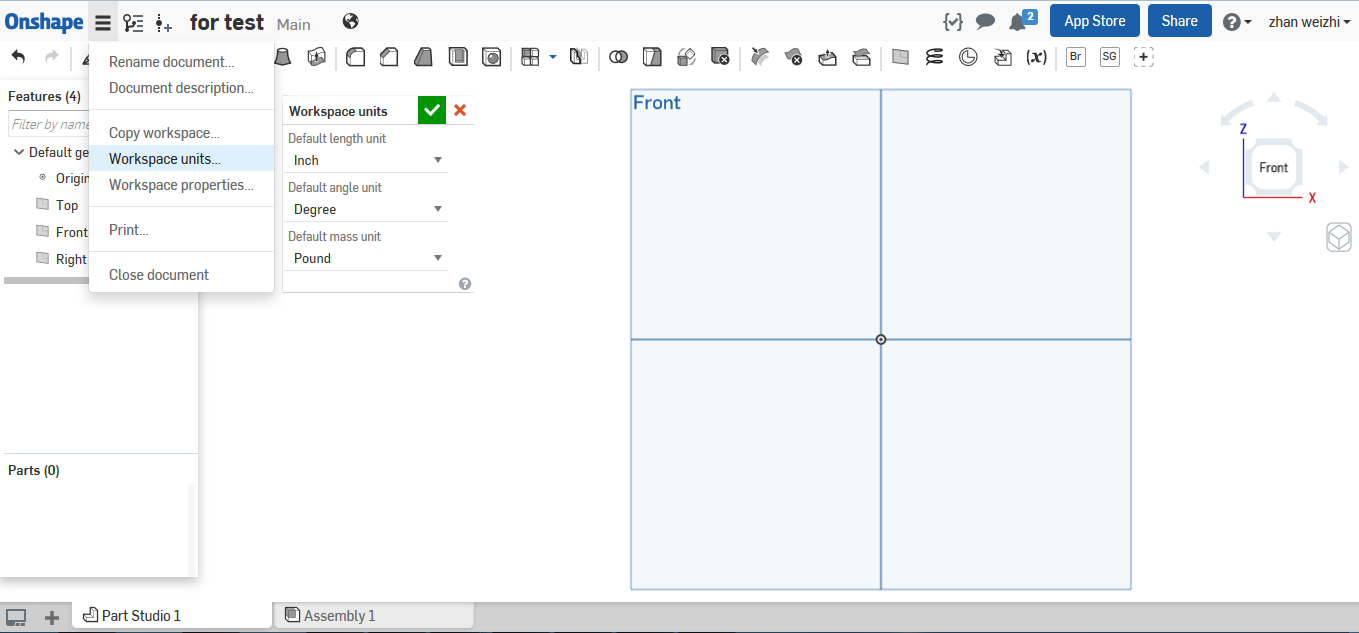 Onshape
for test Main
2
App Store
Share
zhan weizhi
Br
SG
(x)
Rename document...
Document description...
Copy workspace...
Workspace units...
Workspace properties...
Print...
Close document
Features (4)
Filter by name
Default ge
Origin
Top
Front
Right
Parts (0)
Workspace units
Default length unit
Inch
Default angle unit
Degree
Default mass unit
Pound
Front
Z
Front
X
Part Studio 1
Assembly 1